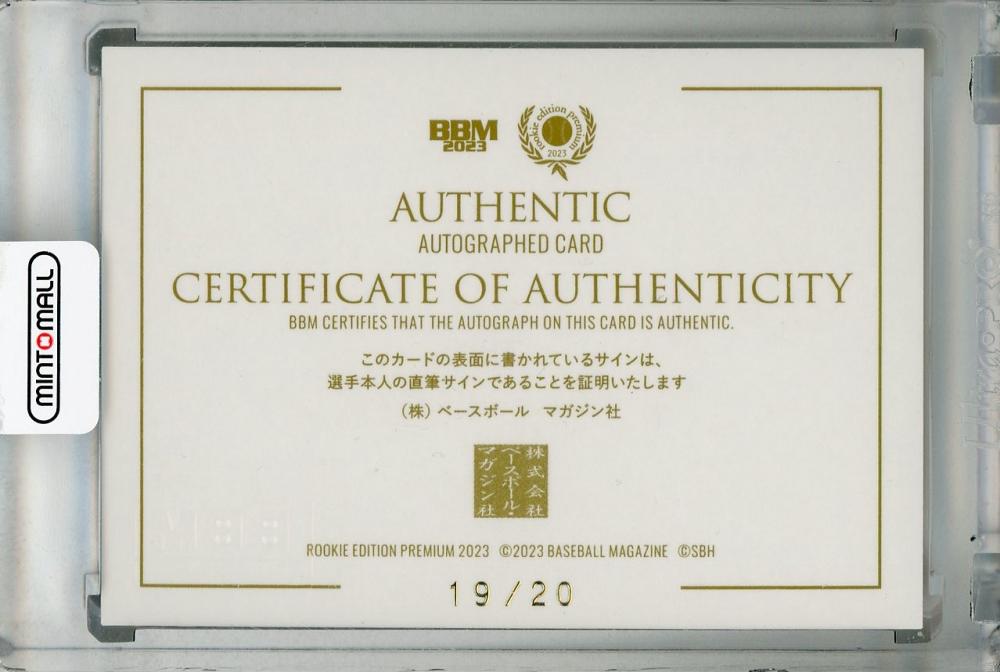 BBM
2023
rookie edition premium
2023
AUTHENTIC
AUTOGRAPHED CARD
CERTIFICATE OF AUTHENTICITY
BBM CERTIFIES THAT THE AUTOGRAPH ON THIS CARD IS AUTHENTIC.
このカードの表面に書かれているサインは、
選手本人の直筆サインであることを証明いたします
（株）ベースボール　マガジン社
株式会社
ベースボール・
マガジン社
ROOKIE EDITION PREMIUM 2023 ©2023 BASEBALL MAGAZINE ©SBH
19/20
MINTOMALL